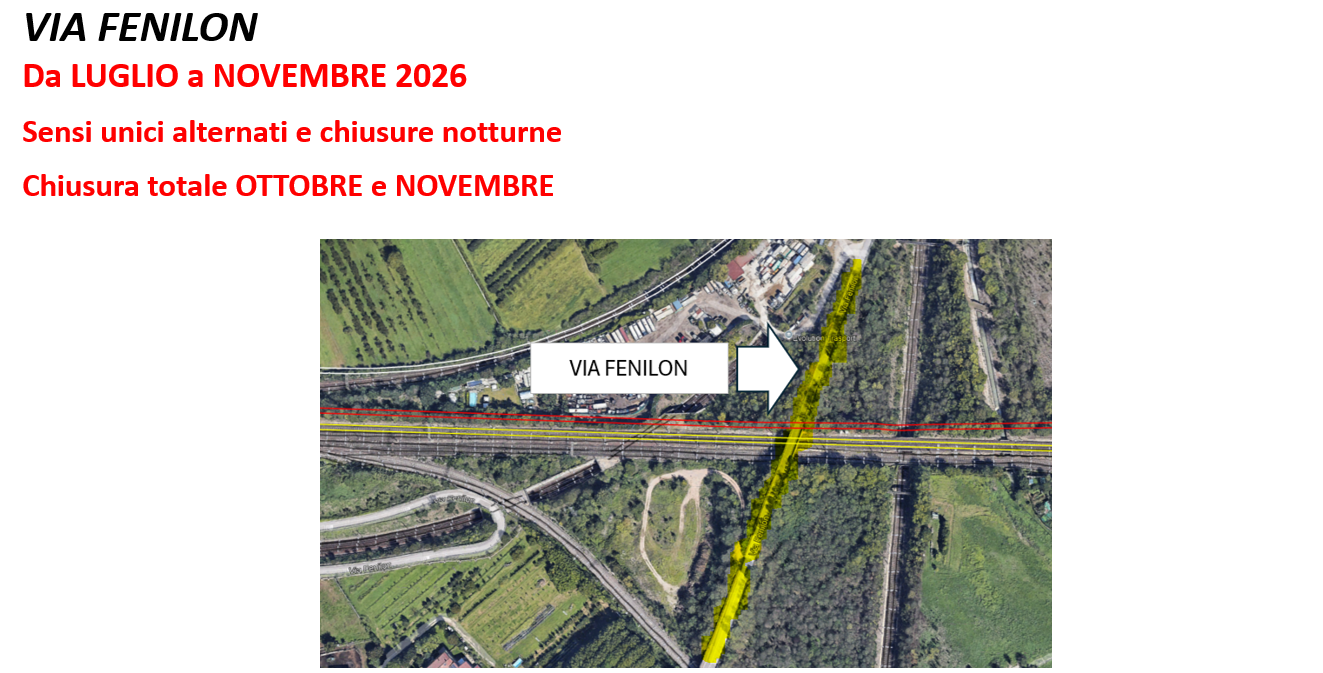 VIA FENILON
Da LUGLIO a NOVEMBRE 2026
Sensi unici alternati e chiusure notturne
Chiusura totale OTTOBRE e NOVEMBRE
VIA FENILON
Via Fenilon